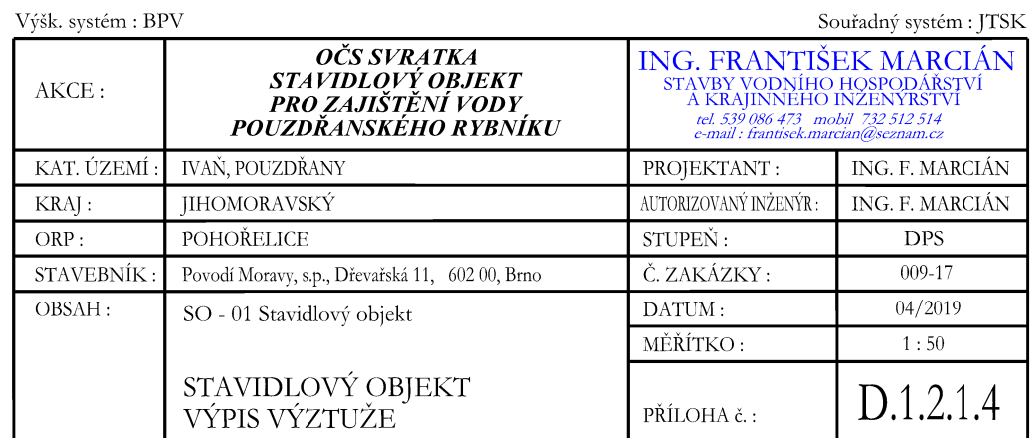 Výšk. systém : BPV
Souřadný systém : JTSK
AKCE :
OČS SVRATKA
STAVIDLOVÝ OBJEKT
PRO ZAJIŠTĚNÍ VODY
POUZDŘANSKÉHO RYBNÍKU
ING. FRANTIŠEK MARCIÁN
STAVBY VODNÍHO HOSPODÁŘSTVÍ
A KRAJINNÉHO INŽENÝRSTVÍ
tel. 539 086 473 mobil 732 512 514
e-mail : frantisek.marcian@seznam.cz
KAT. ÚZEMÍ : IVAŇ, POUZDŘANY
PROJEKTANT : ING. F. MARCIÁN
KRAJ : JIHOMORAVSKÝ
AUTORIZOVANÝ INŽENÝR : ING. F. MARCIÁN
ORP : POHOŘELICE
STUPEŇ : DPS
STAVEBNÍK : Povodí Moravy, s.p., Dřevařská 11, 602 00, Brno
Č. ZAKÁZKY : 009-17
OBSAH : SO - 01 Stavidlový objekt
DATUM : 04/2019
MĚŘÍTKO : 1 : 50
STAVIDLOVÝ OBJEKT
VÝPIS VÝZTUŽE
PŘÍLOHA č. : D.1.2.1.4